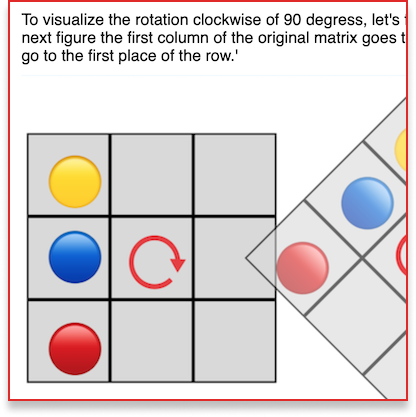 To visualize the rotation clockwise of 90 degress, let's
next figure the first column of the original matrix goes
go to the first place of the row.'